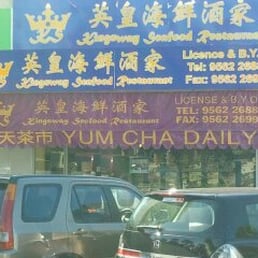 英皇海鮮酒家
Kingsway Seafood Restaurant
英皇海鮮酒家
Kingsway Seafood Restaurant
Licence & B.Y.O
Tel: 9562 2688
Fax: 9562 2699
英皇海鮮酒家
Kingsway Seafood Restaurant
LICENCE & B.Y.O
TEL: 9562 2688
FAX: 9562 2699
天茶市 YUM CHA DAILY